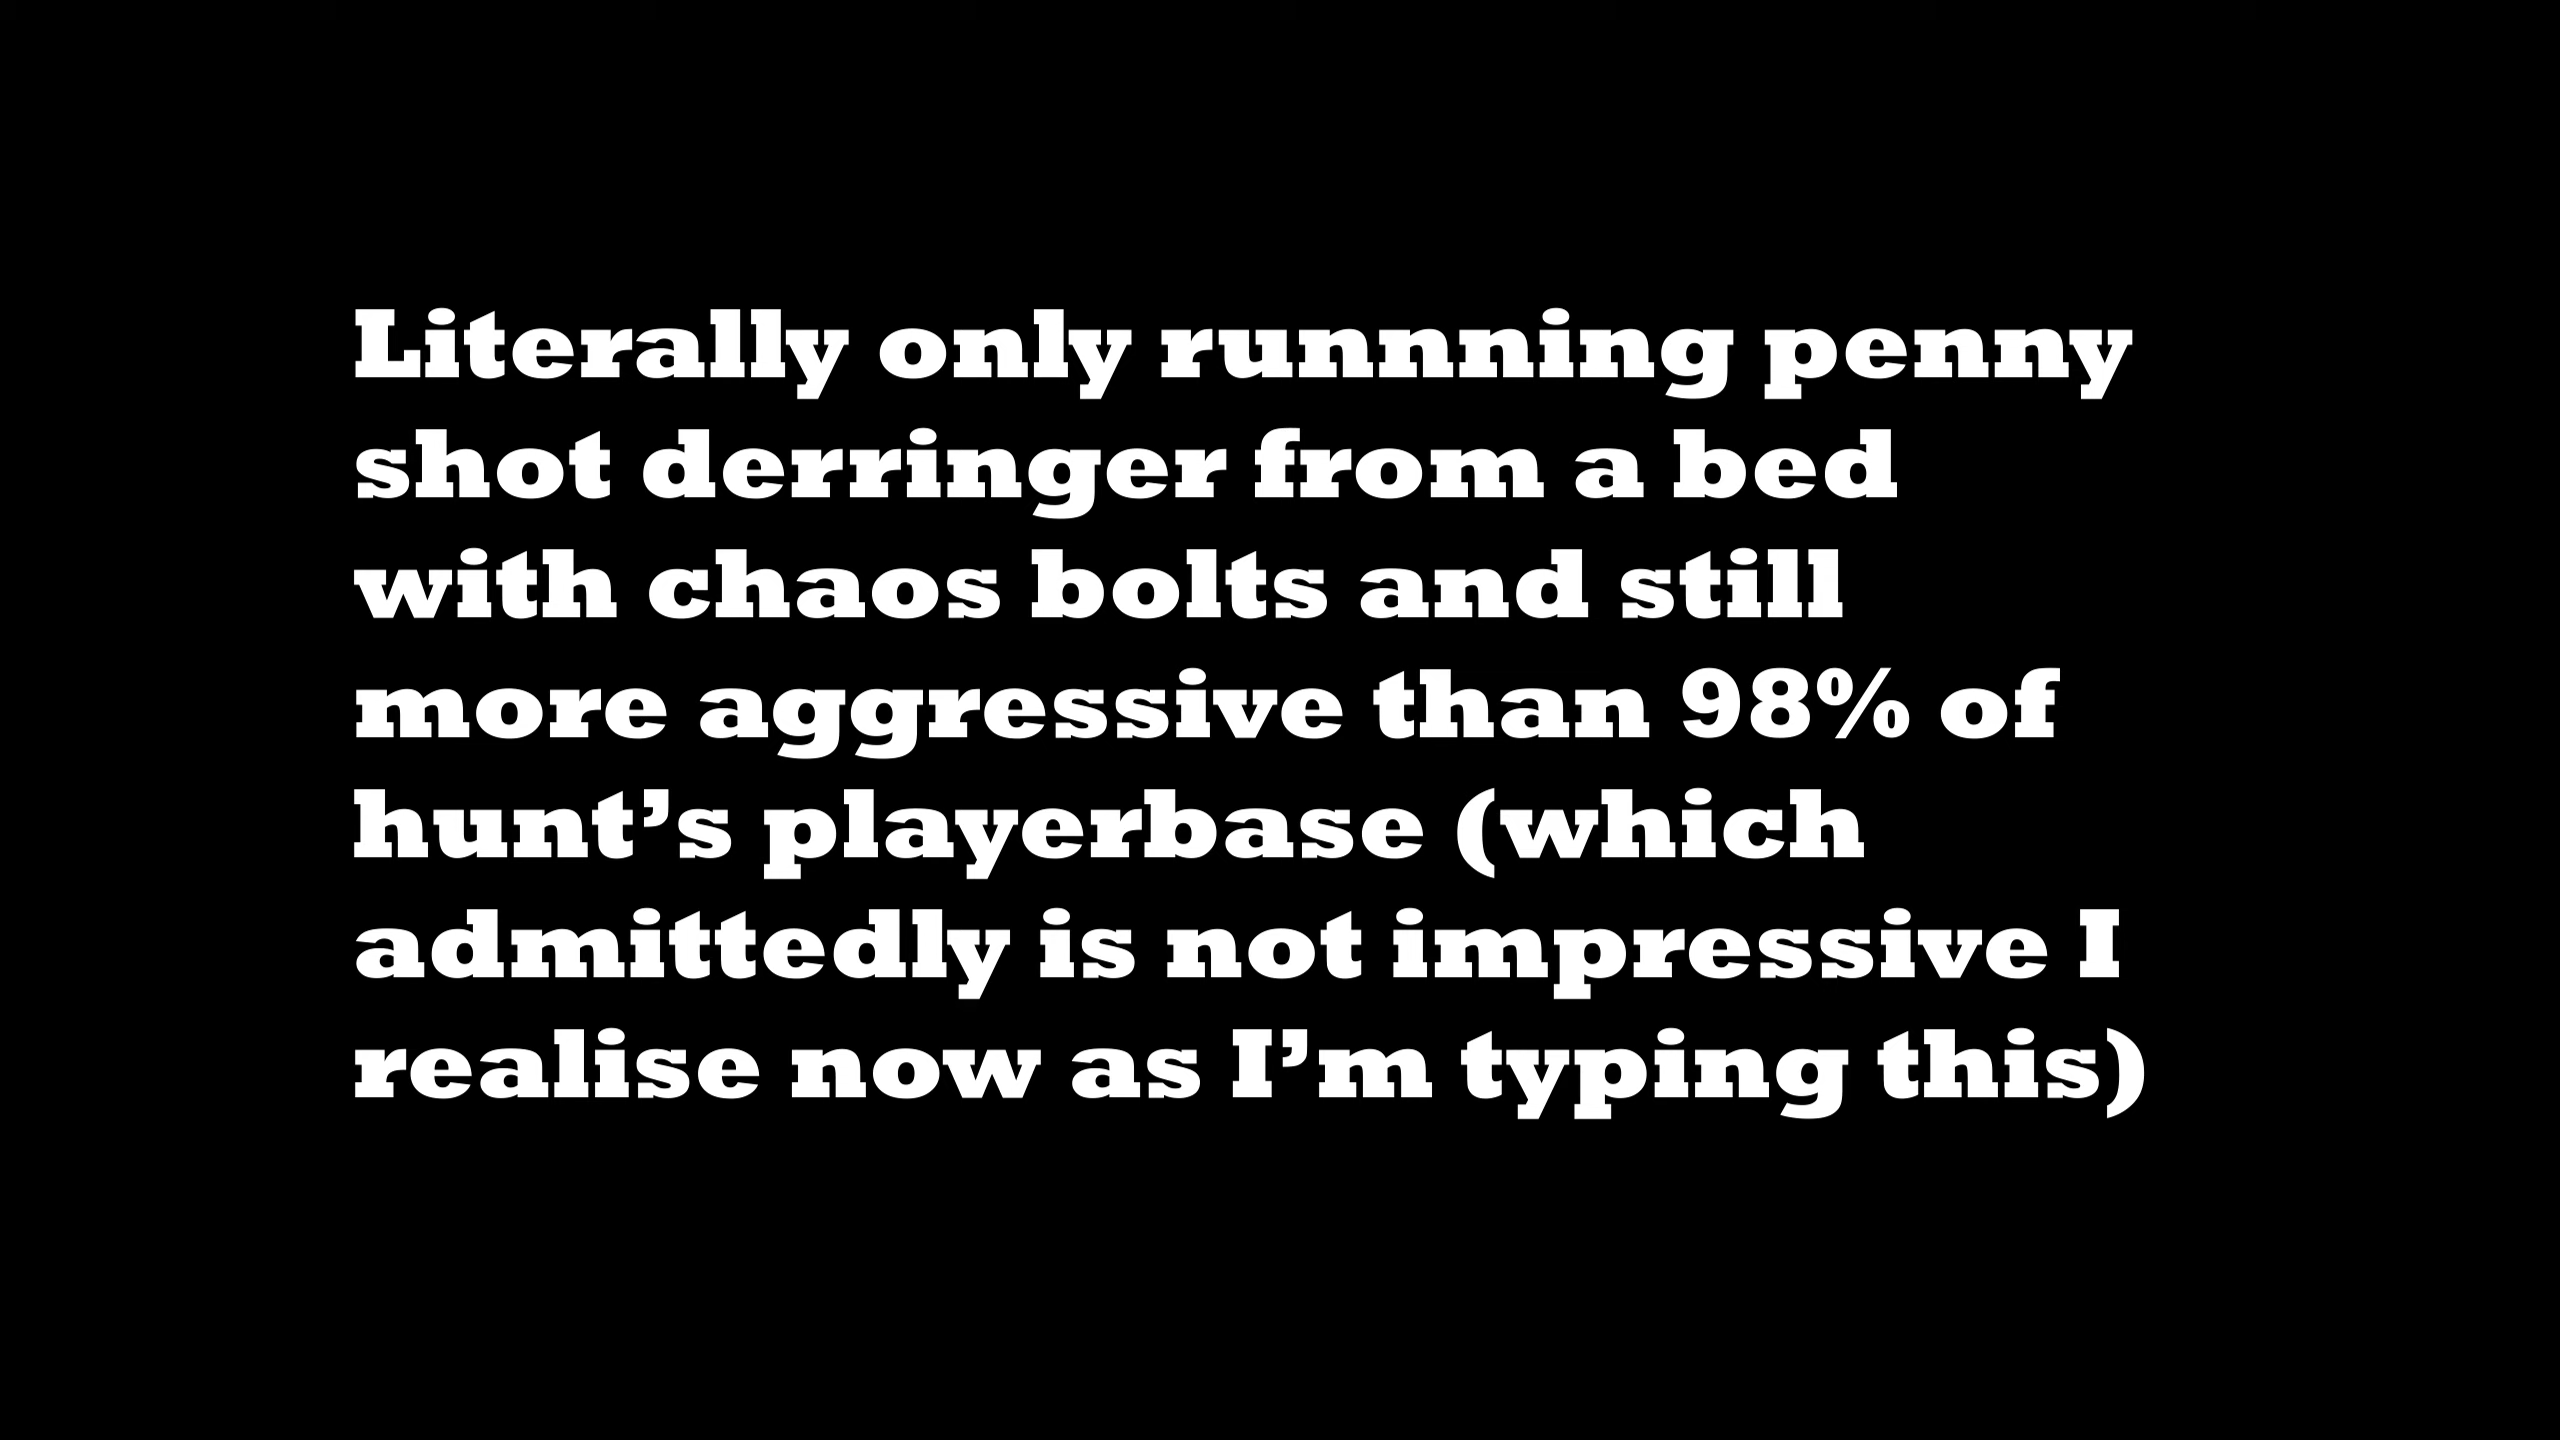 Literally only runnning penny
shot derringer from a bed
with chaos bolts and still
more aggressive than 98% of
hunt’s playerbase (which
admittedly is not impressive I
realise now as I’m typing this)